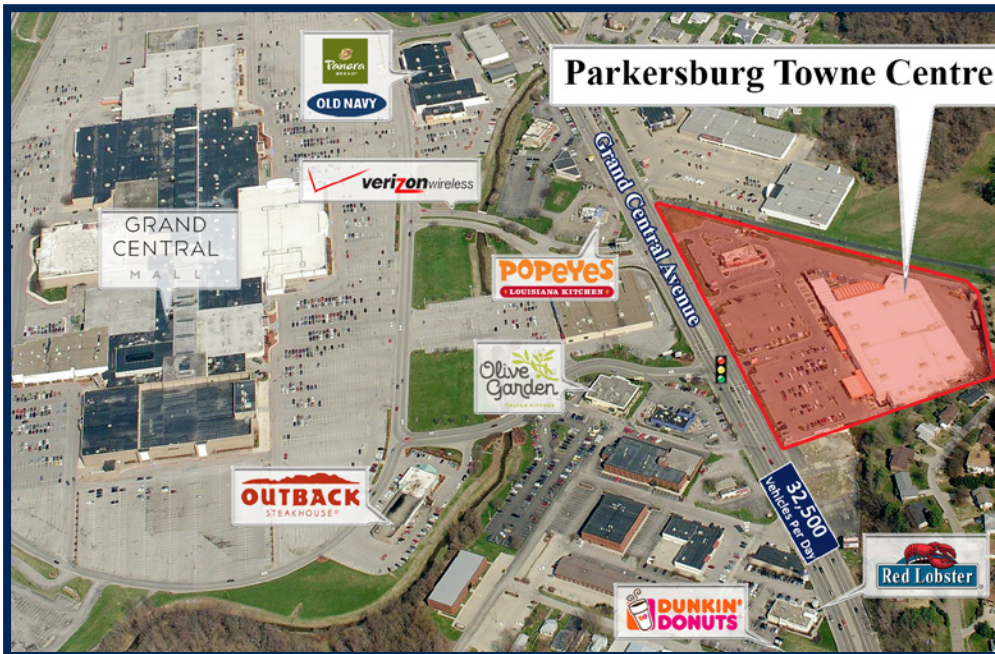 Panera
BREAD®
OLD NAVY
Parkersburg Towne Centre
verizonwireless
GRAND
CENTRAL
MALL
Grand Central Avenue
POPEYES
LOUISIANA KITCHEN
Olive
Garden
ITALIAN KITCHEN
OUTBACK
STEAKHOUSE®
32,500
Vehicles Per Day
Red Lobster
DUNKIN'
DONUTS